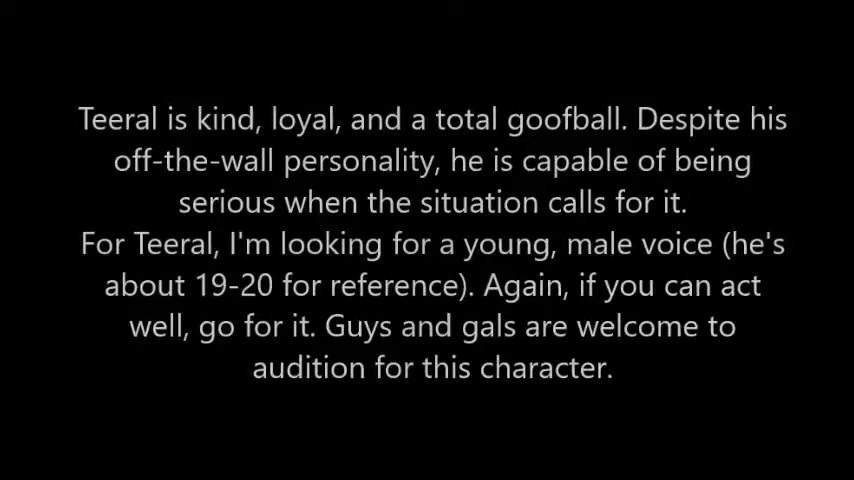 Teeral is kind, loyal, and a total goofball. Despite his
off-the-wall personality, he is capable of being
serious when the situation calls for it.
For Teeral, I'm looking for a young, male voice (he's
about 19-20 for reference). Again, if you can act
well, go for it. Guys and gals are welcome to
audition for this character.